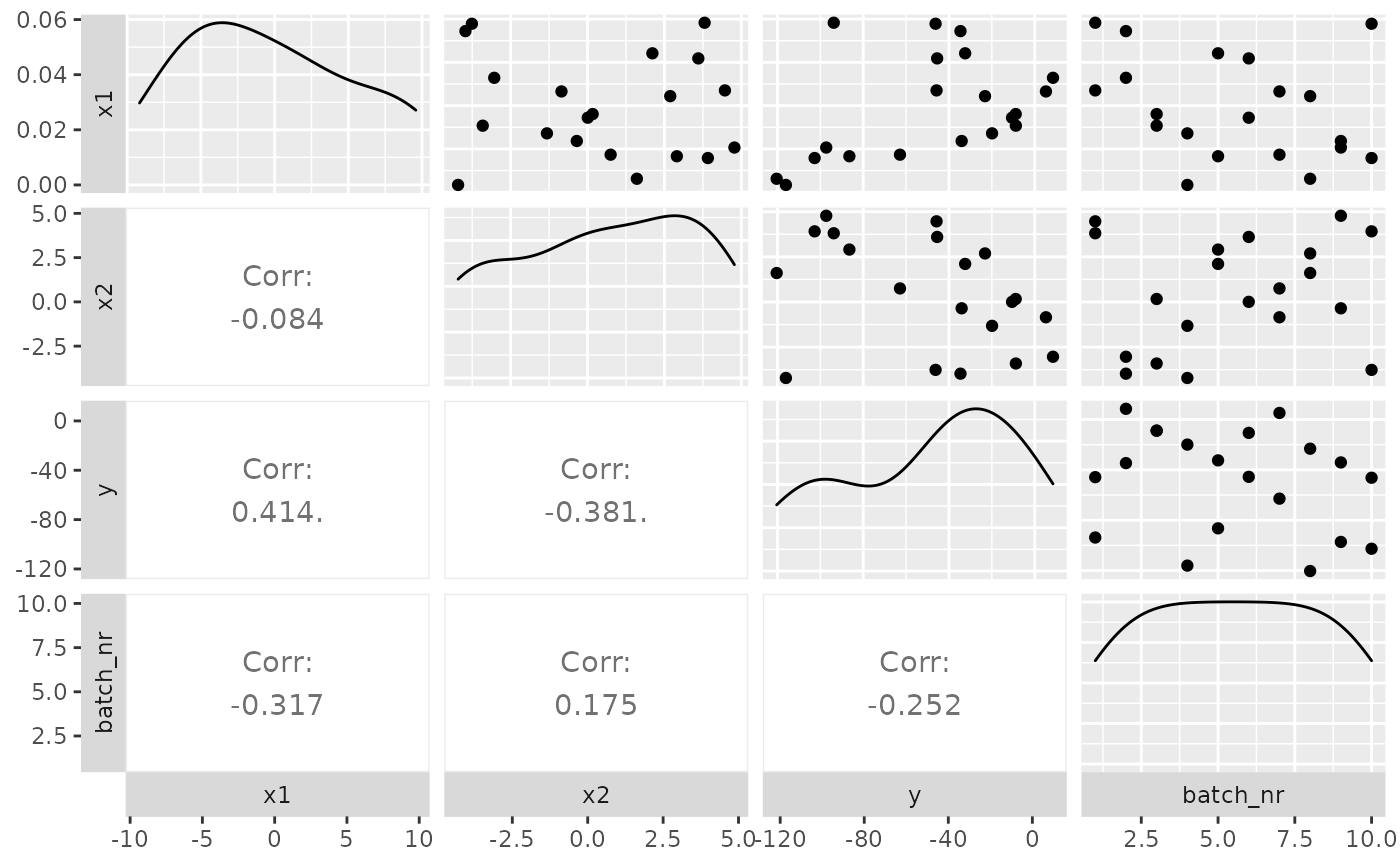 0.06
0.04
0.02
0.00
x1
5.0
2.5
0.0
-2.5
x2
Corr:
-0.084
0
-40
-80
-120
y
Corr:
0.414.
Corr:
-0.381.
10.0
7.5
5.0
2.5
batch_nr
Corr:
-0.317
Corr:
0.175
Corr:
-0.252
x1 x2 y batch_nr
-10 -5 0 5 10 -2.5 0.0 2.5 5.0 -120 -80 -40 0 2.5 5.0 7.5 10.0